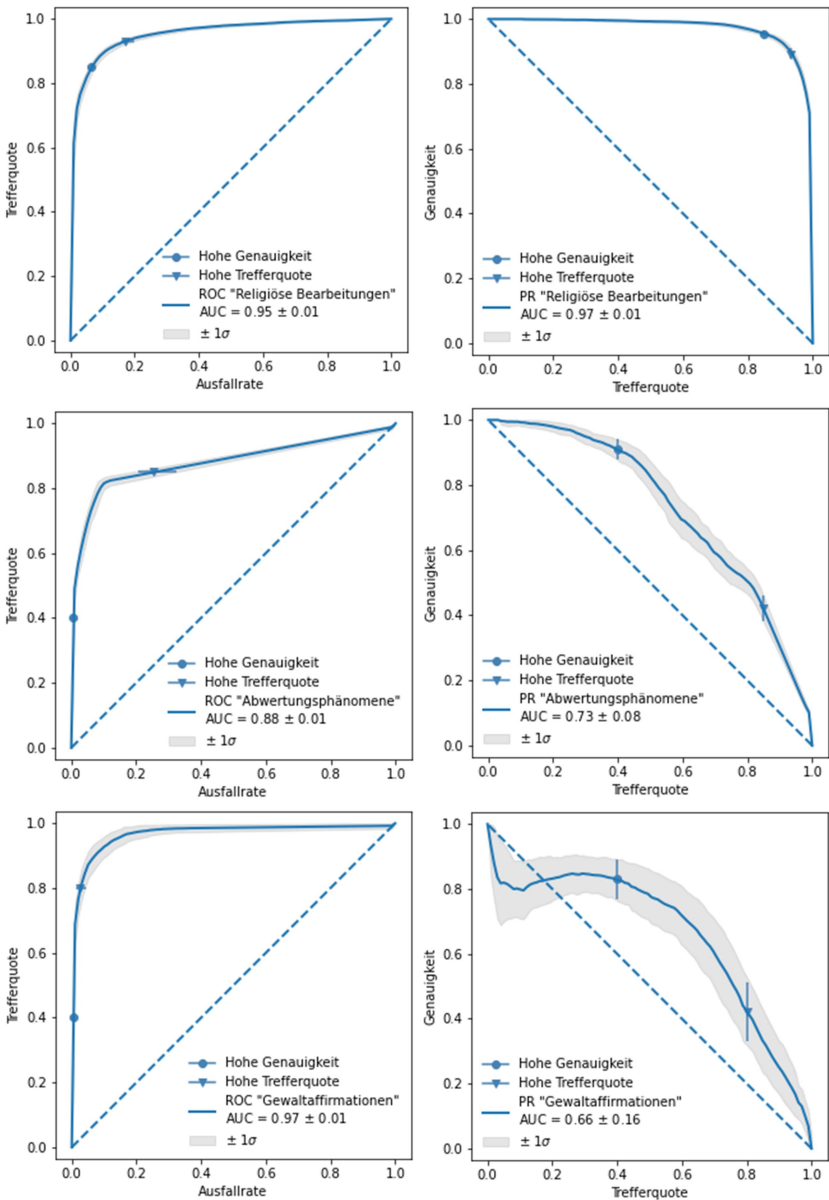 1.0
0.8
0.6
0.4
0.2
0.0
Trefferquote
Hohe Genauigkeit
Hohe Trefferquote
ROC "Religiöse Bearbeitungen"
AUC = 0.95 ± 0.01
± 1σ
0.0 0.2 0.4 0.6 0.8 1.0
Ausfallrate
1.0
0.8
0.6
0.4
0.2
0.0
Genauigkeit
Hohe Genauigkeit
Hohe Trefferquote
PR "Religiöse Bearbeitungen"
AUC = 0.97 ± 0.01
± 1σ
0.0 0.2 0.4 0.6 0.8 1.0
Trefferquote
1.0
0.8
0.6
0.4
0.2
0.0
Trefferquote
Hohe Genauigkeit
Hohe Trefferquote
ROC "Abwertungsphänomene"
AUC = 0.88 ± 0.01
± 1σ
0.0 0.2 0.4 0.6 0.8 1.0
Ausfallrate
1.0
0.8
0.6
0.4
0.2
0.0
Genauigkeit
Hohe Genauigkeit
Hohe Trefferquote
PR "Abwertungsphänomene"
AUC = 0.73 ± 0.08
± 1σ
0.0 0.2 0.4 0.6 0.8 1.0
Trefferquote
1.0
0.8
0.6
0.4
0.2
0.0
Trefferquote
Hohe Genauigkeit
Hohe Trefferquote
ROC "Gewaltaffirmationen"
AUC = 0.97 ± 0.01
± 1σ
0.0 0.2 0.4 0.6 0.8 1.0
Ausfallrate
1.0
0.8
0.6
0.4
0.2
0.0
Genauigkeit
Hohe Genauigkeit
Hohe Trefferquote
PR "Gewaltaffirmationen"
AUC = 0.66 ± 0.16
± 1σ
0.0 0.2 0.4 0.6 0.8 1.0
Trefferquote